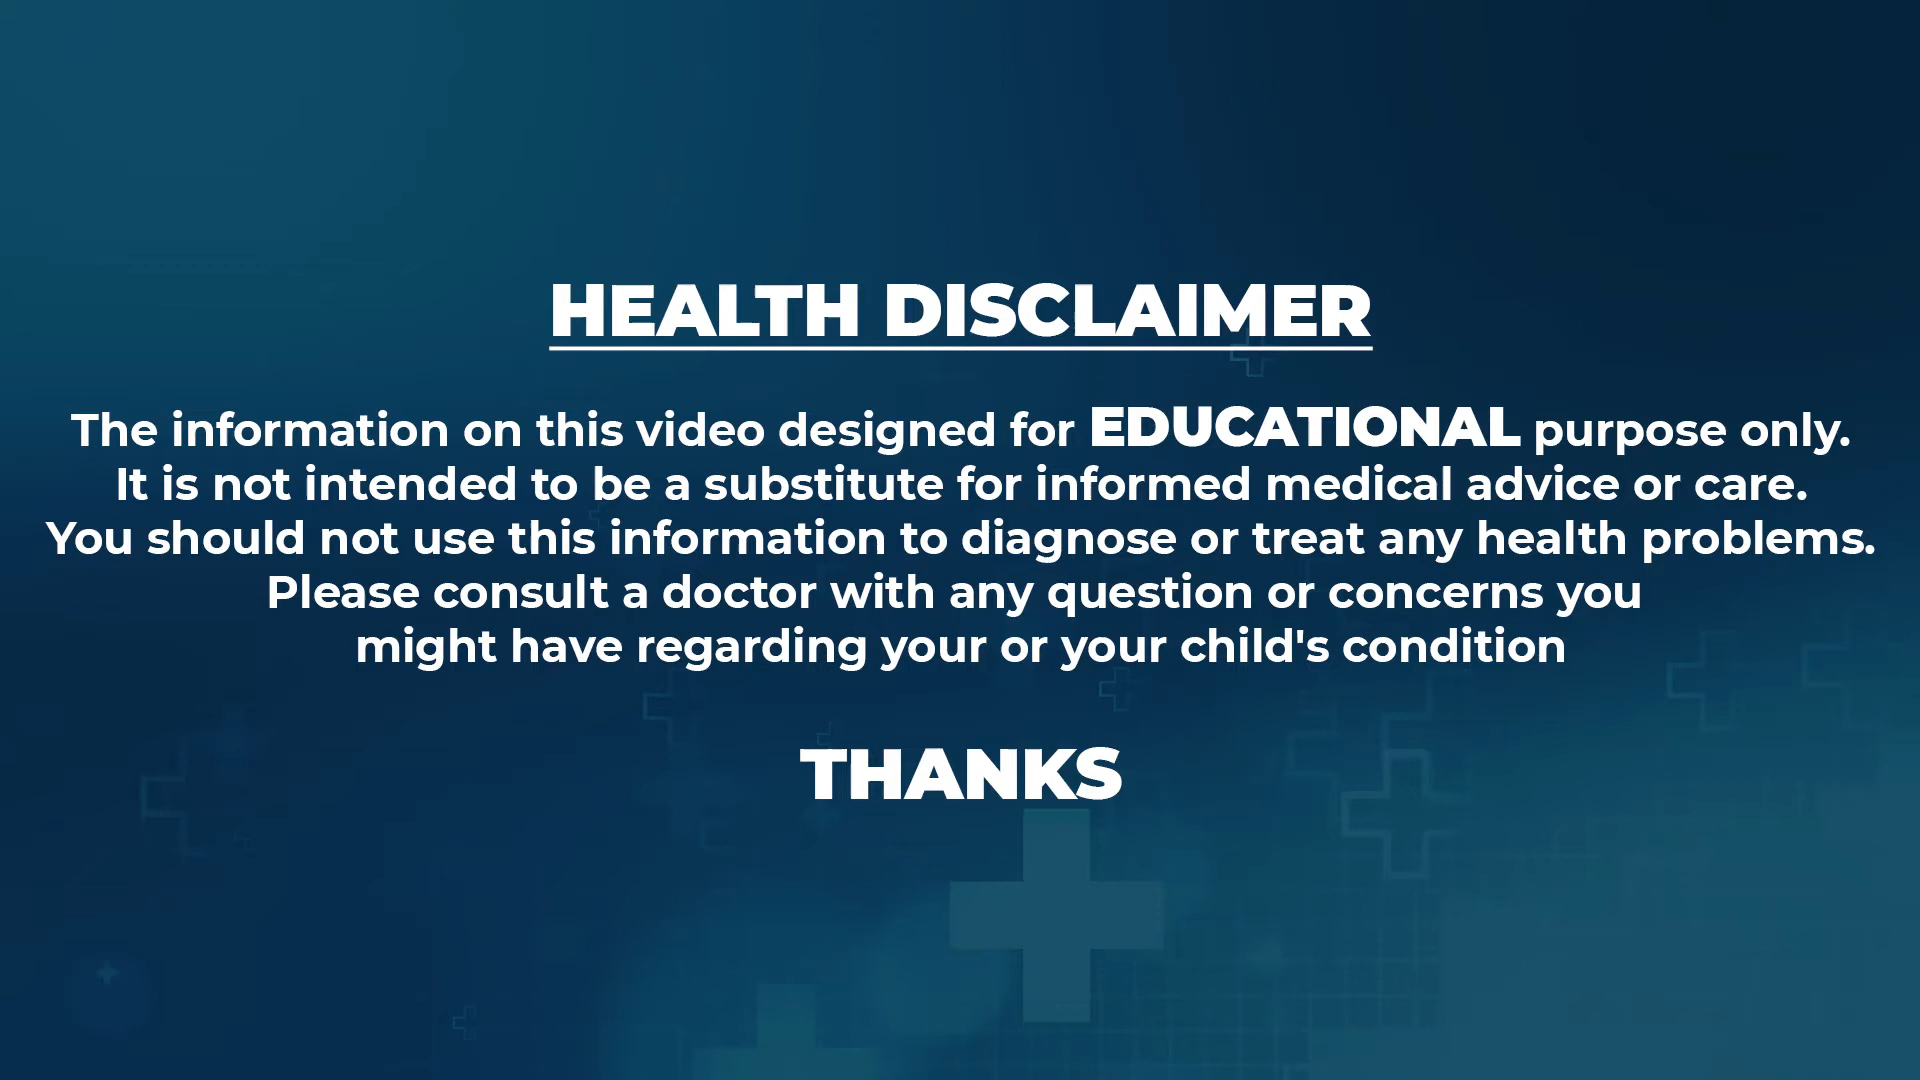 HEALTH DISCLAIMER
The information on this video designed for EDUCATIONAL purpose only.
It is not intended to be a substitute for informed medical advice or care.
You should not use this information to diagnose or treat any health problems.
Please consult a doctor with any question or concerns you
might have regarding your or your child's condition
THANKS